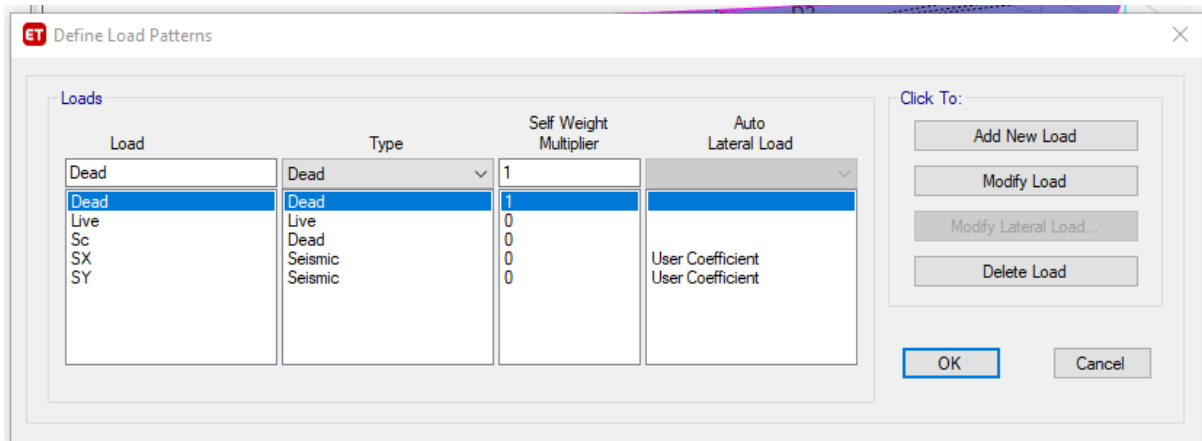 ET Define Load Patterns
Loads
Load Type Self Weight Multiplier Auto Lateral Load
Dead Dead 1
Dead Dead 1
Live Live 0
Sc Dead 0
SX Seismic 0 User Coefficient
SY Seismic 0 User Coefficient
Click To:
Add New Load
Modify Load
Modify Lateral Load...
Delete Load
OK Cancel